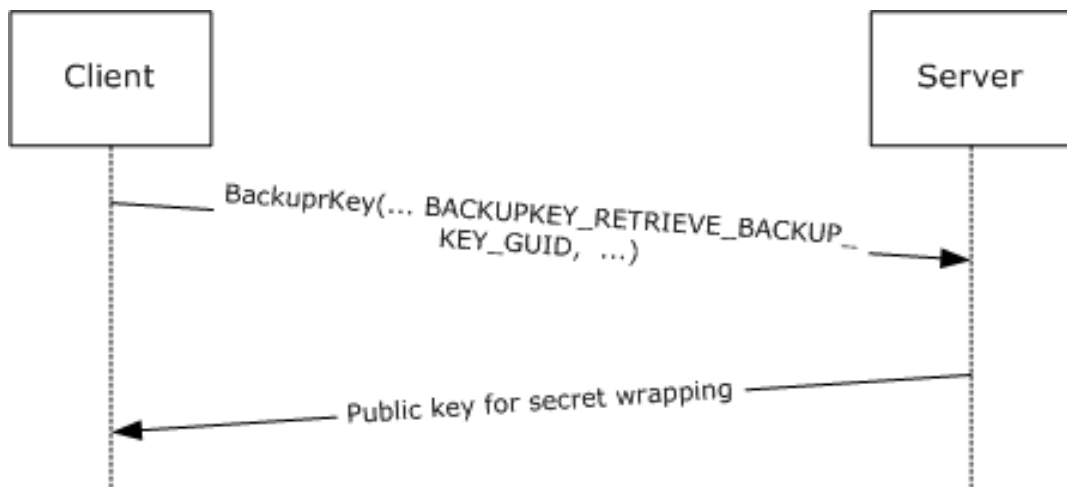 Client
Server
BackuprKey(... BACKUPKEY_RETRIEVE_BACKUP_
KEY_GUID, ...)
Public key for secret wrapping